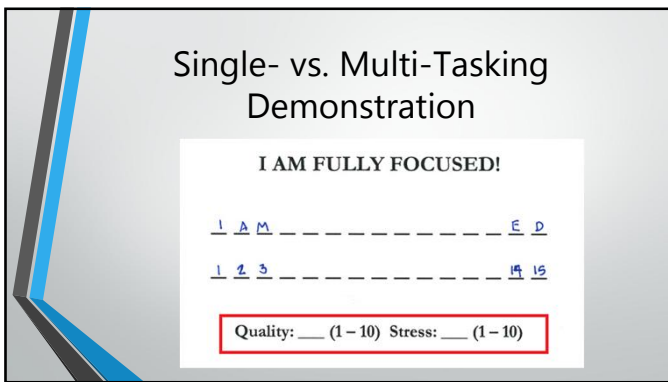 Single- vs. Multi-Tasking
Demonstration
I AM FULLY FOCUSED!
I A M _ _ _ _ _ _ _ _ _ _ E D
1 2 3 _ _ _ _ _ _ _ _ _ _ 14 15
Quality: ___ (1 – 10) Stress: ___ (1 – 10)